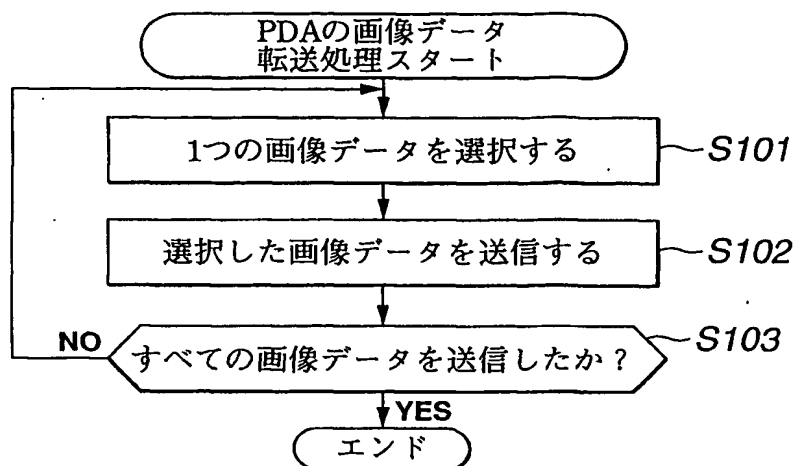 PDAの画像データ
転送処理スタート
1つの画像データを選択する
S101
選択した画像データを送信する
S102
すべての画像データを送信したか?
S103
NO
YES
エンド